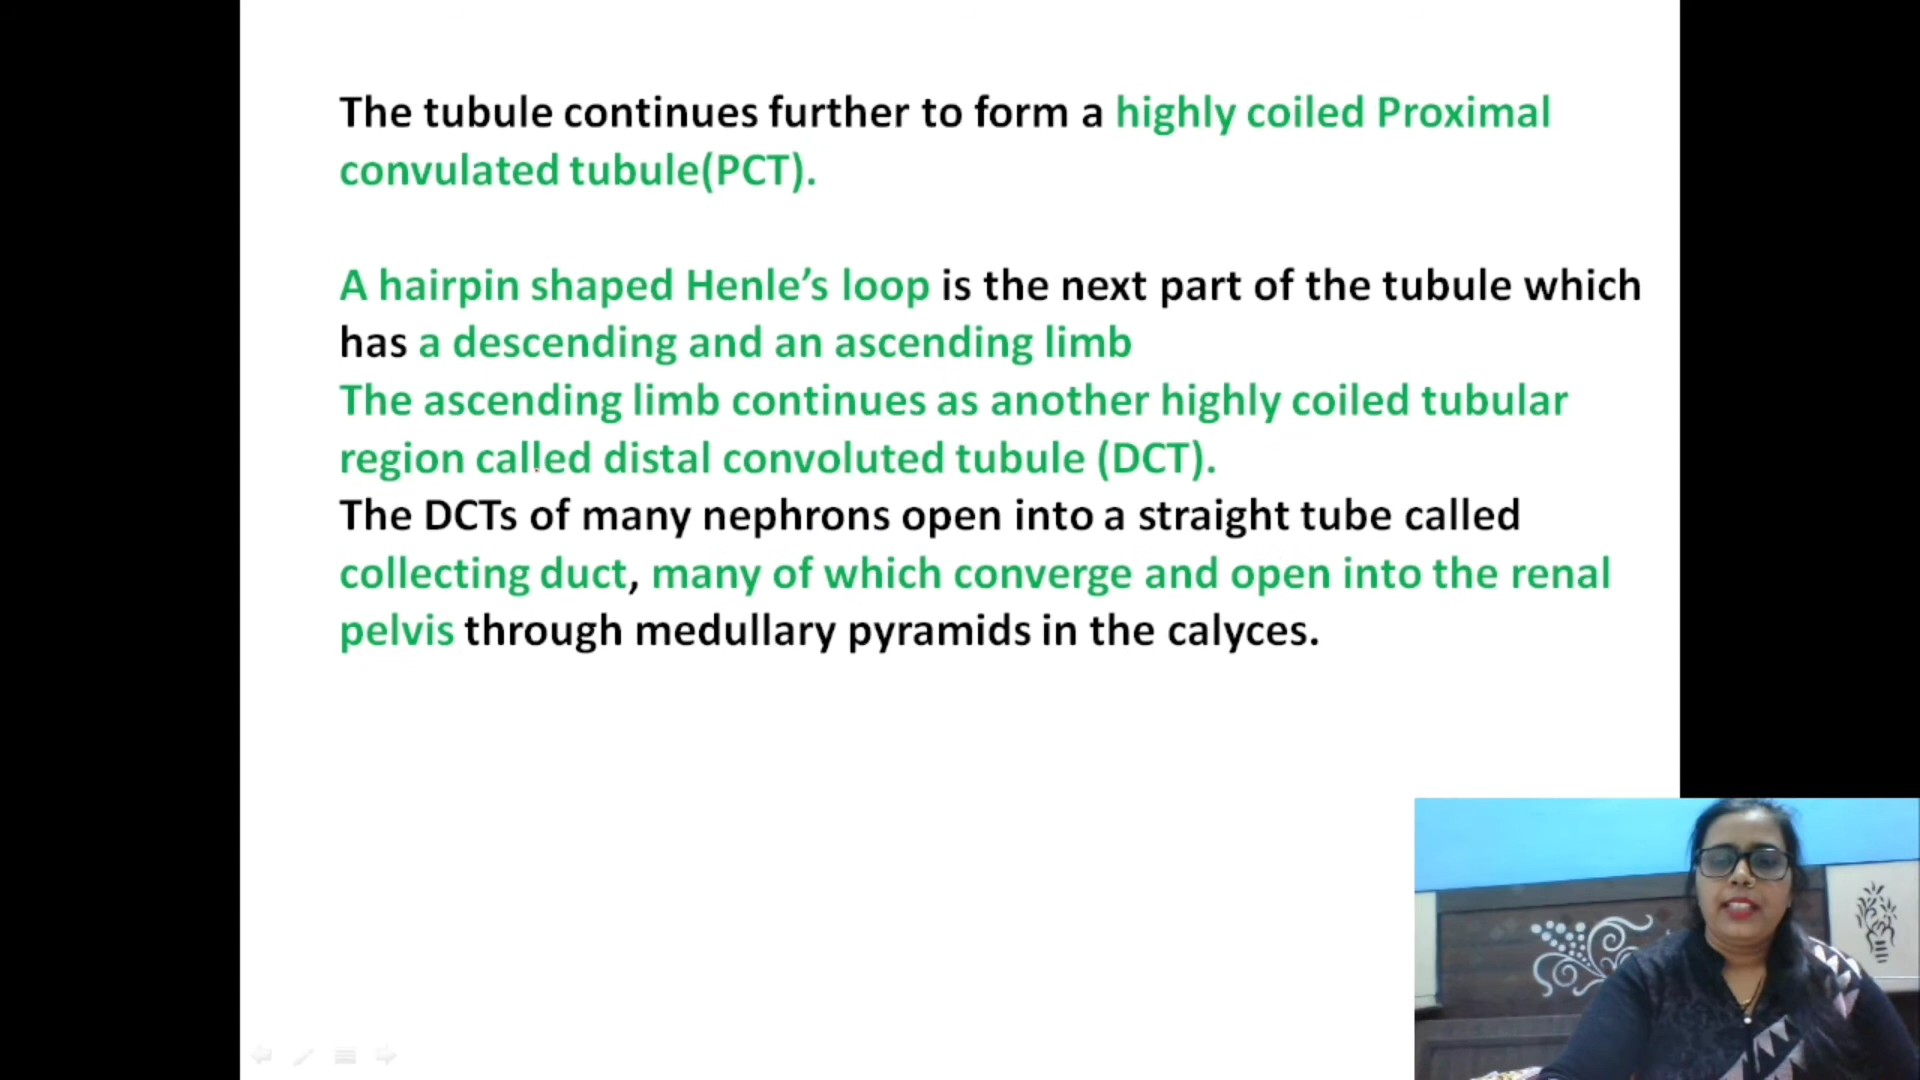 The tubule continues further to form a highly coiled Proximal
convulated tubule(PCT).
A hairpin shaped Henle’s loop is the next part of the tubule which
has a descending and an ascending limb
The ascending limb continues as another highly coiled tubular
region called distal convoluted tubule (DCT).
The DCTs of many nephrons open into a straight tube called
collecting duct, many of which converge and open into the renal
pelvis through medullary pyramids in the calyces.